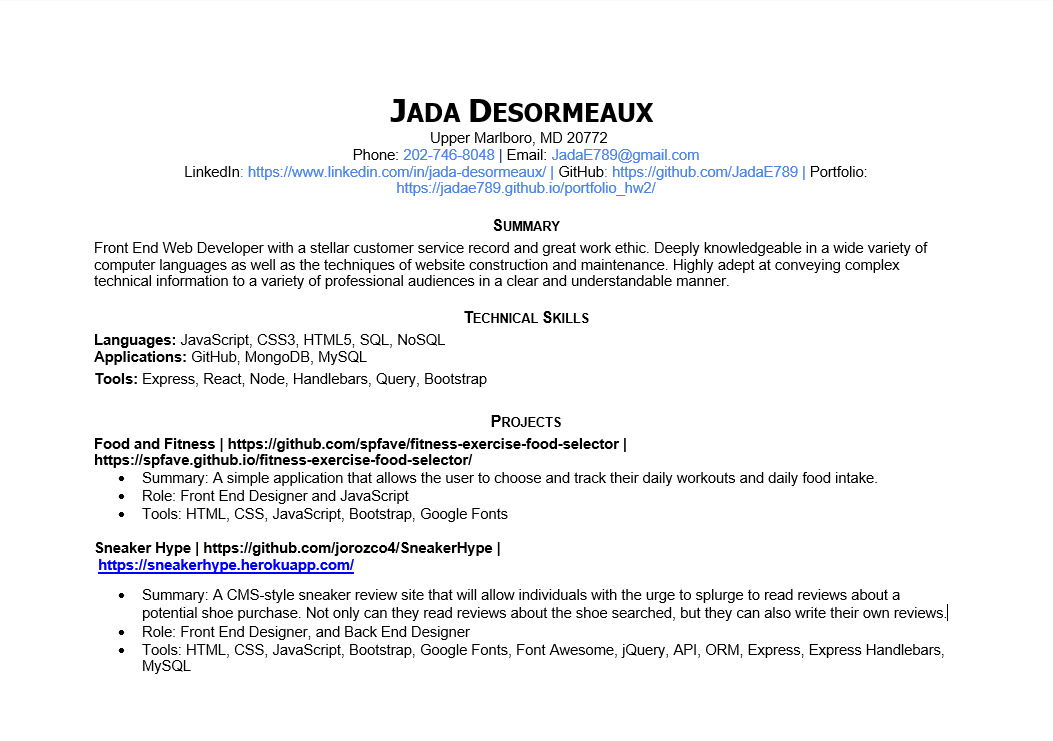 JADA DESORMEAUX
Upper Marlboro, MD 20772
Phone: 202-746-8048 | Email: JadaE789@gmail.com
LinkedIn: https://www.linkedin.com/in/jada-desormeaux/ | GitHub: https://github.com/JadaE789 | Portfolio:
https://jadae789.github.io/portfolio_hw2/
SUMMARY
Front End Web Developer with a stellar customer service record and great work ethic. Deeply knowledgeable in a wide variety of
computer languages as well as the techniques of website construction and maintenance. Highly adept at conveying complex
technical information to a variety of professional audiences in a clear and understandable manner.
TECHNICAL SKILLS
Languages: JavaScript, CSS3, HTML5, SQL, NoSQL
Applications: GitHub, MongoDB, MySQL
Tools: Express, React, Node, Handlebars, Query, Bootstrap
PROJECTS
Food and Fitness | https://github.com/spfave/fitness-exercise-food-selector |
https://spfave.github.io/fitness-exercise-food-selector/
• Summary: A simple application that allows the user to choose and track their daily workouts and daily food intake.
• Role: Front End Designer and JavaScript
• Tools: HTML, CSS, JavaScript, Bootstrap, Google Fonts
Sneaker Hype | https://github.com/jorozco4/SneakerHype |
https://sneakerhype.herokuapp.com/
• Summary: A CMS-style sneaker review site that will allow individuals with the urge to splurge to read reviews about a
potential shoe purchase. Not only can they read reviews about the shoe searched, but they can also write their own reviews.
• Role: Front End Designer, and Back End Designer
• Tools: HTML, CSS, JavaScript, Bootstrap, Google Fonts, Font Awesome, jQuery, API, ORM, Express, Express Handlebars,
MySQL